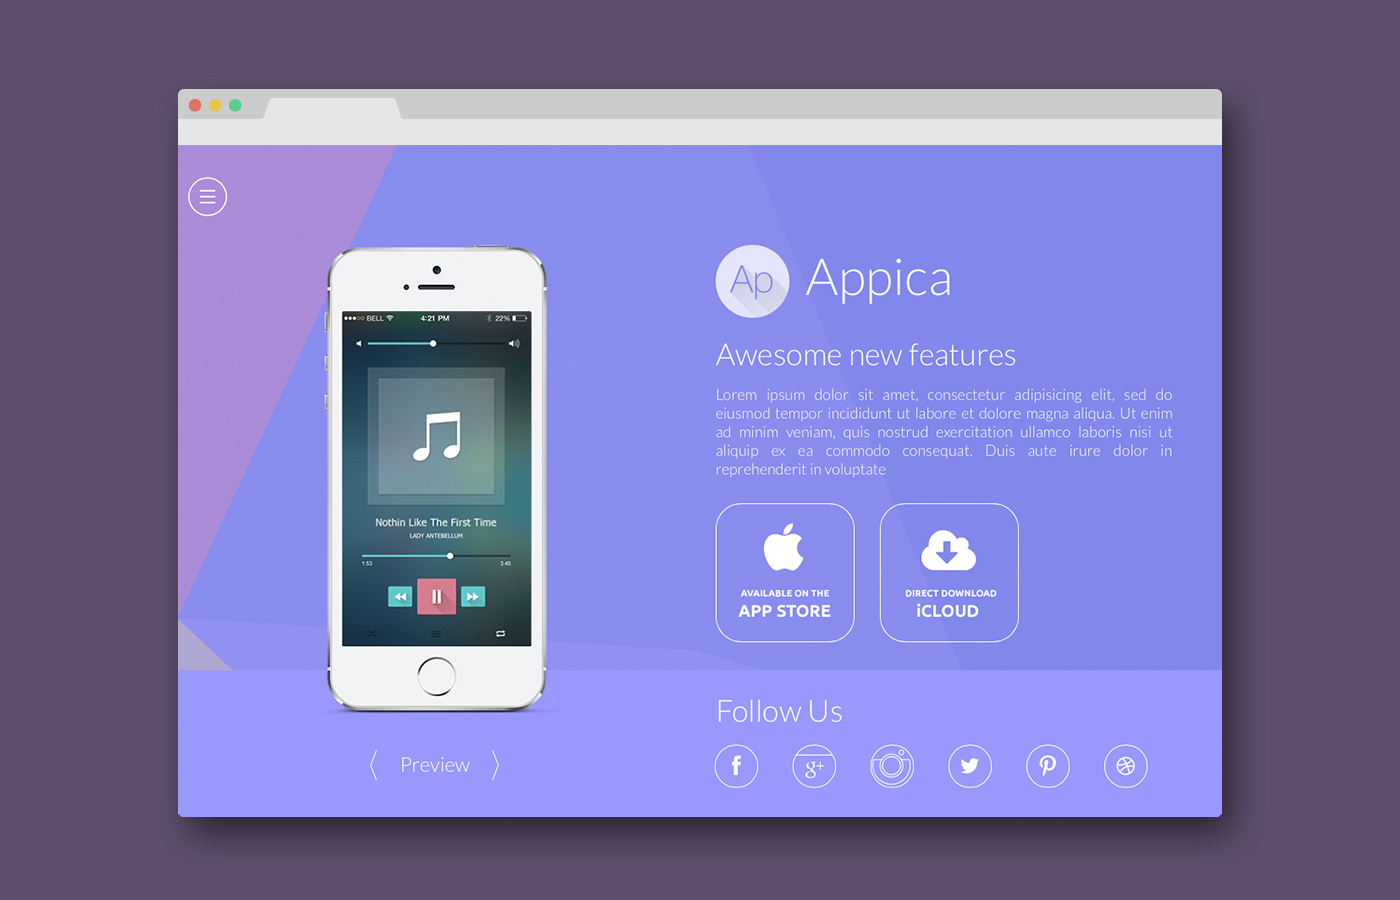 BELL 4:21 PM 22%
Nothin Like The First Time
LADY ANTEBELLUM
1:53 3:45
Preview
Ap Appica
Awesome new features
Lorem ipsum dolor sit amet, consectetur adipisicing elit, sed do
eiusmod tempor incididunt ut labore et dolore magna aliqua. Ut enim
ad minim veniam, quis nostrud exercitation ullamco laboris nisi ut
aliquip ex ea commodo consequat. Duis aute irure dolor in
reprehenderit in voluptate
AVAILABLE ON THE
APP STORE
DIRECT DOWNLOAD
iCLOUD
Follow Us
f g+